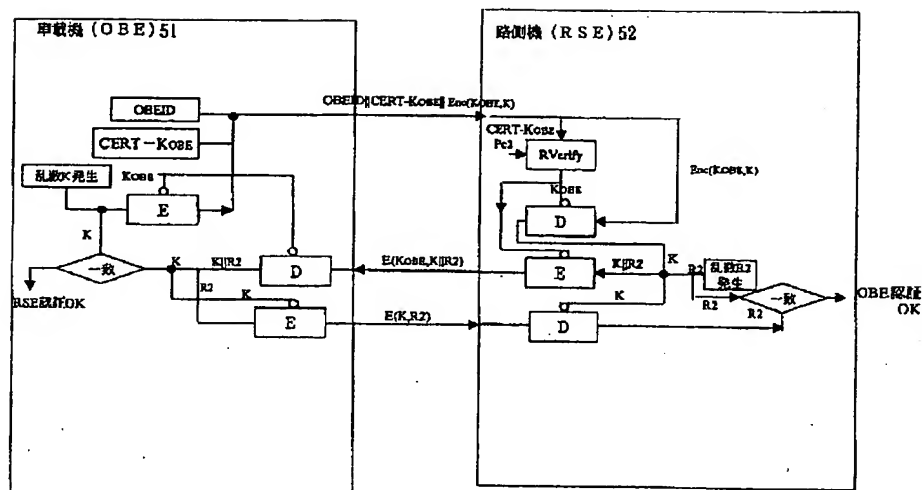 車載機(OBE)51
路側機(RSE)52
OBEID
OBEID||CERT-KOBE||Enc(KOBE,K)
CERT-KOBE
CERT-KOBE
Pc2
RVerify
Enc(KOBE,K)
乱数K発生
KOBE
KOBE
E
D
K
K
一致
K
K||R2
D
E(KOBE,K||R2)
E
K||R2
R2
乱数R2
発生
RSE認証OK
R2
K
K
R2
R2
一致
OBE認証
OK
E
E(K,R2)
D